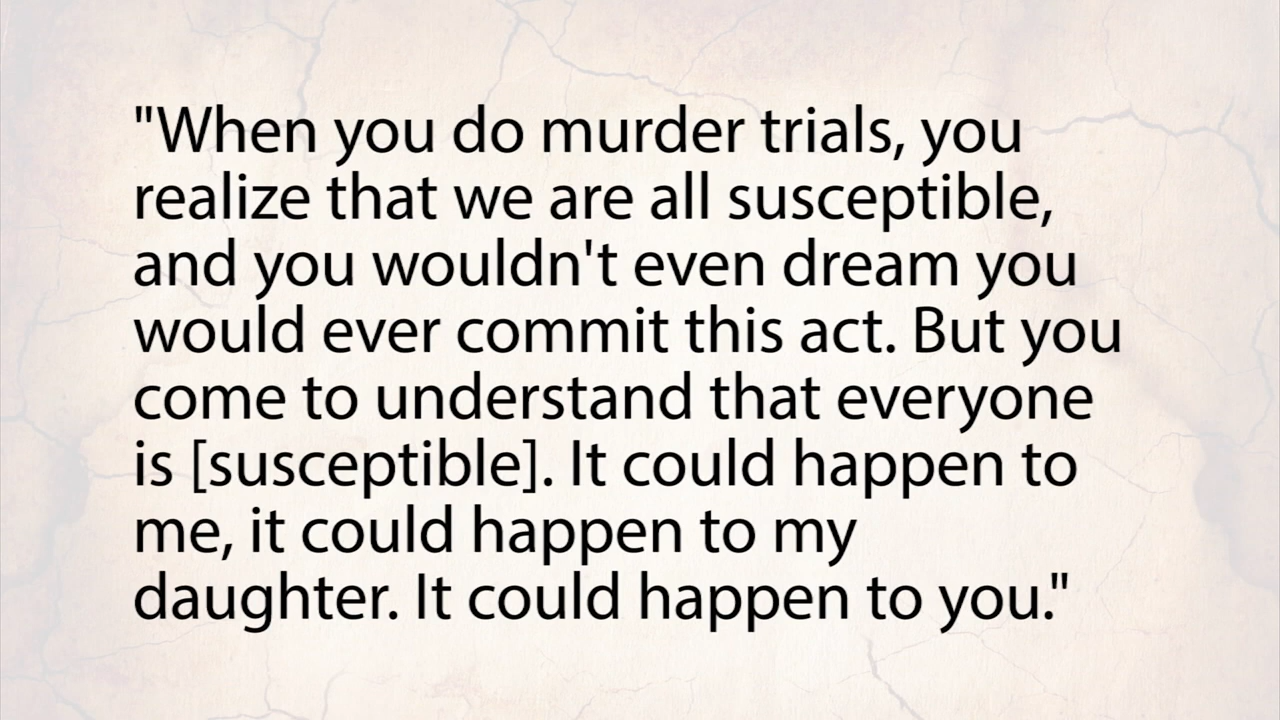 "When you do murder trials, you
realize that we are all susceptible,
and you wouldn't even dream you
would ever commit this act. But you
come to understand that everyone
is [susceptible]. It could happen to
me, it could happen to my
daughter. It could happen to you."